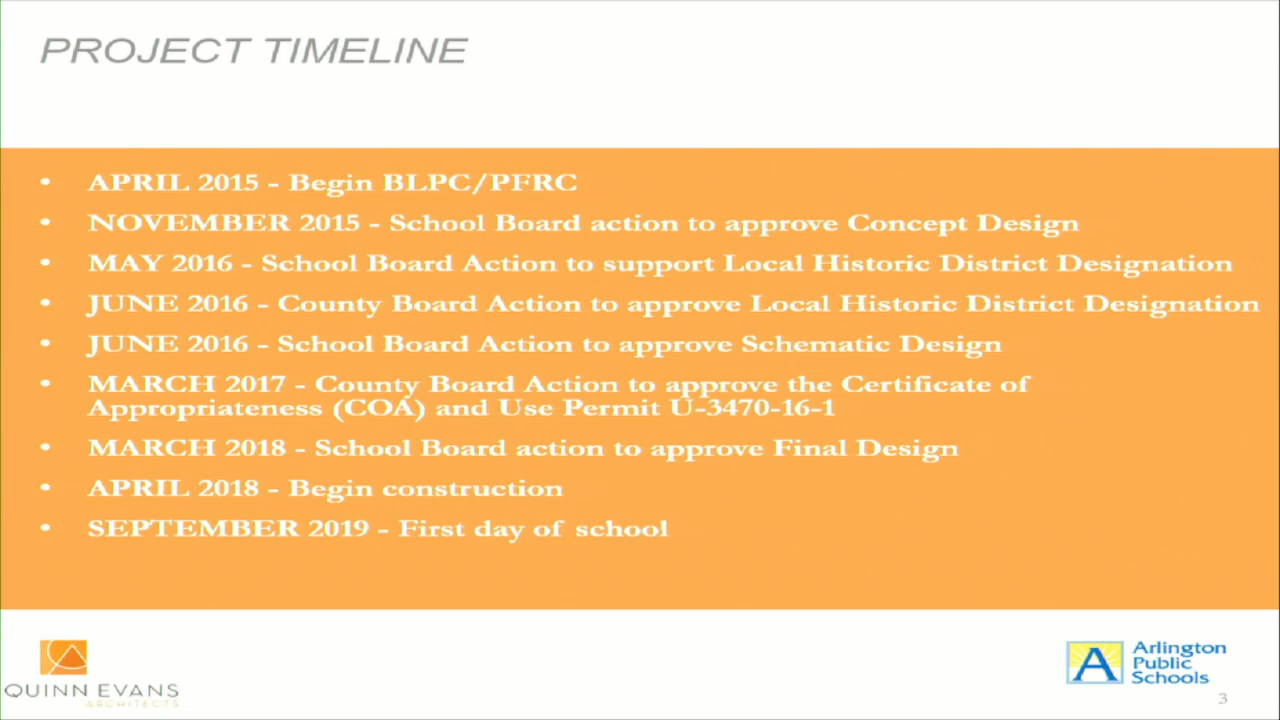 PROJECT TIMELINE
• APRIL 2015 - Begin BLPC/PFRC
• NOVEMBER 2015 - School Board action to approve Concept Design
• MAY 2016 - School Board Action to support Local Historic District Designation
• JUNE 2016 - County Board Action to approve Local Historic District Designation
• JUNE 2016 - School Board Action to approve Schematic Design
• MARCH 2017 - County Board Action to approve the Certificate of
Appropriateness (COA) and Use Permit U-3470-16-1
• MARCH 2018 - School Board action to approve Final Design
• APRIL 2018 - Begin construction
• SEPTEMBER 2019 - First day of school
QUINN EVANS
ARCHITECTS
A
Arlington
Public
Schools
3